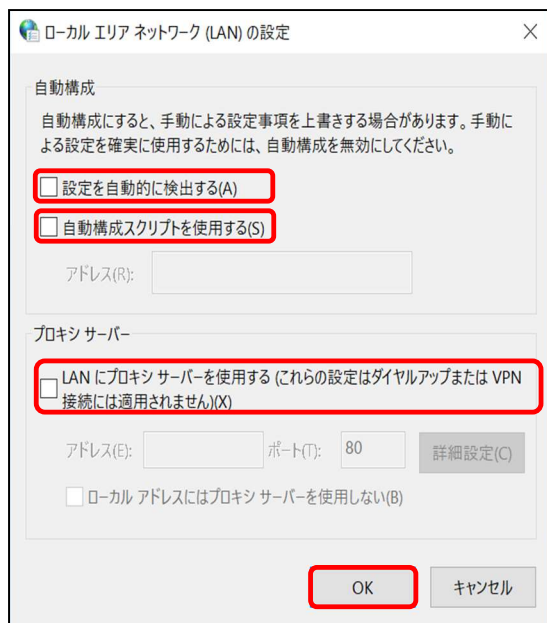 ローカル エリア ネットワーク (LAN) の設定
自動構成
自動構成にすると、手動による設定事項を上書きする場合があります。手動に
よる設定を確実に使用するためには、自動構成を無効にしてください。
設定を自動的に検出する(A)
自動構成スクリプトを使用する(S)
アドレス(R):
プロキシ サーバー
LAN にプロキシ サーバーを使用する (これらの設定はダイヤルアップまたは VPN
接続には適用されません)(X)
アドレス(E): ポート(T): 80 詳細設定(C)
ローカル アドレスにはプロキシ サーバーを使用しない(B)
OK キャンセル